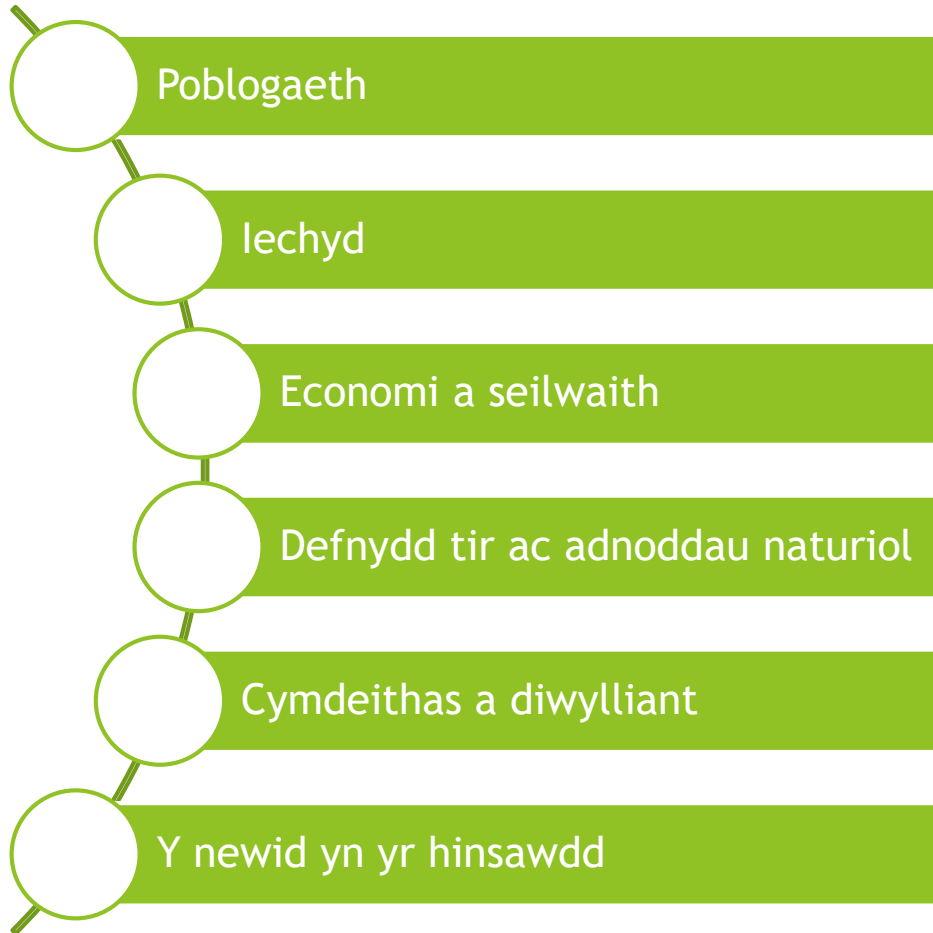 Poblogaeth
Iechyd
Economi a seilwaith
Defnydd tir ac adnoddau naturiol
Cymdeithas a diwylliant
Y newid yn yr hinsawdd